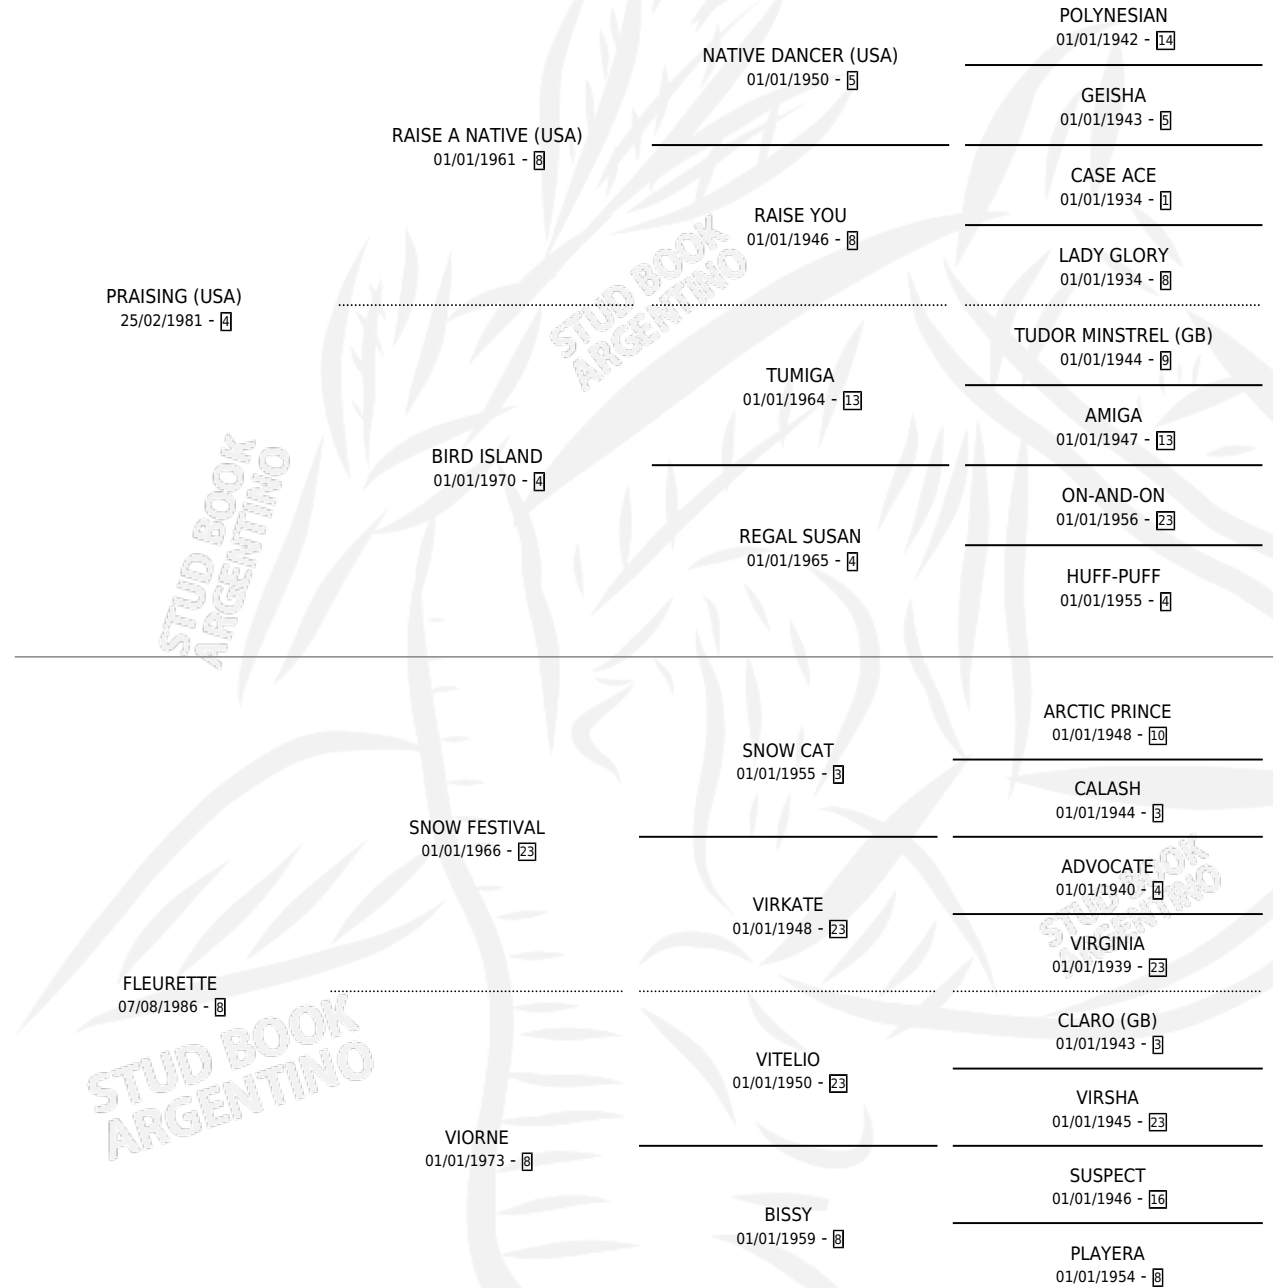 POLYNESIAN
01/01/1942 - 14
NATIVE DANCER (USA)
01/01/1950 - 5
GEISHA
01/01/1943 - 5
RAISE A NATIVE (USA)
01/01/1961 - 8
CASE ACE
01/01/1934 - 1
RAISE YOU
01/01/1946 - 8
LADY GLORY
01/01/1934 - 8
PRAISING (USA)
25/02/1981 - 4
STUD BOOK
ARGENTINO
TUDOR MINSTREL (GB)
01/01/1944 - 9
TUMIGA
01/01/1964 - 13
AMIGA
01/01/1947 - 13
BIRD ISLAND
01/01/1970 - 4
ON-AND-ON
01/01/1956 - 23
REGAL SUSAN
01/01/1965 - 4
HUFF-PUFF
01/01/1955 - 4
STUD BOOK
ARGENTINO
ARCTIC PRINCE
01/01/1948 - 10
SNOW CAT
01/01/1955 - 3
CALASH
01/01/1944 - 3
SNOW FESTIVAL
01/01/1966 - 23
ADVOCATE
01/01/1940 - 4
VIRKATE
01/01/1948 - 23
VIRGINIA
01/01/1939 - 23
STUD BOOK
ARGENTINO
FLEURETTE
07/08/1986 - 8
CLARO (GB)
01/01/1943 - 3
VITELIO
01/01/1950 - 23
VIRSHA
01/01/1945 - 23
STUD BOOK
ARGENTINO
VIORNE
01/01/1973 - 8
SUSPECT
01/01/1946 - 16
BISSY
01/01/1959 - 8
PLAYERA
01/01/1954 - 8